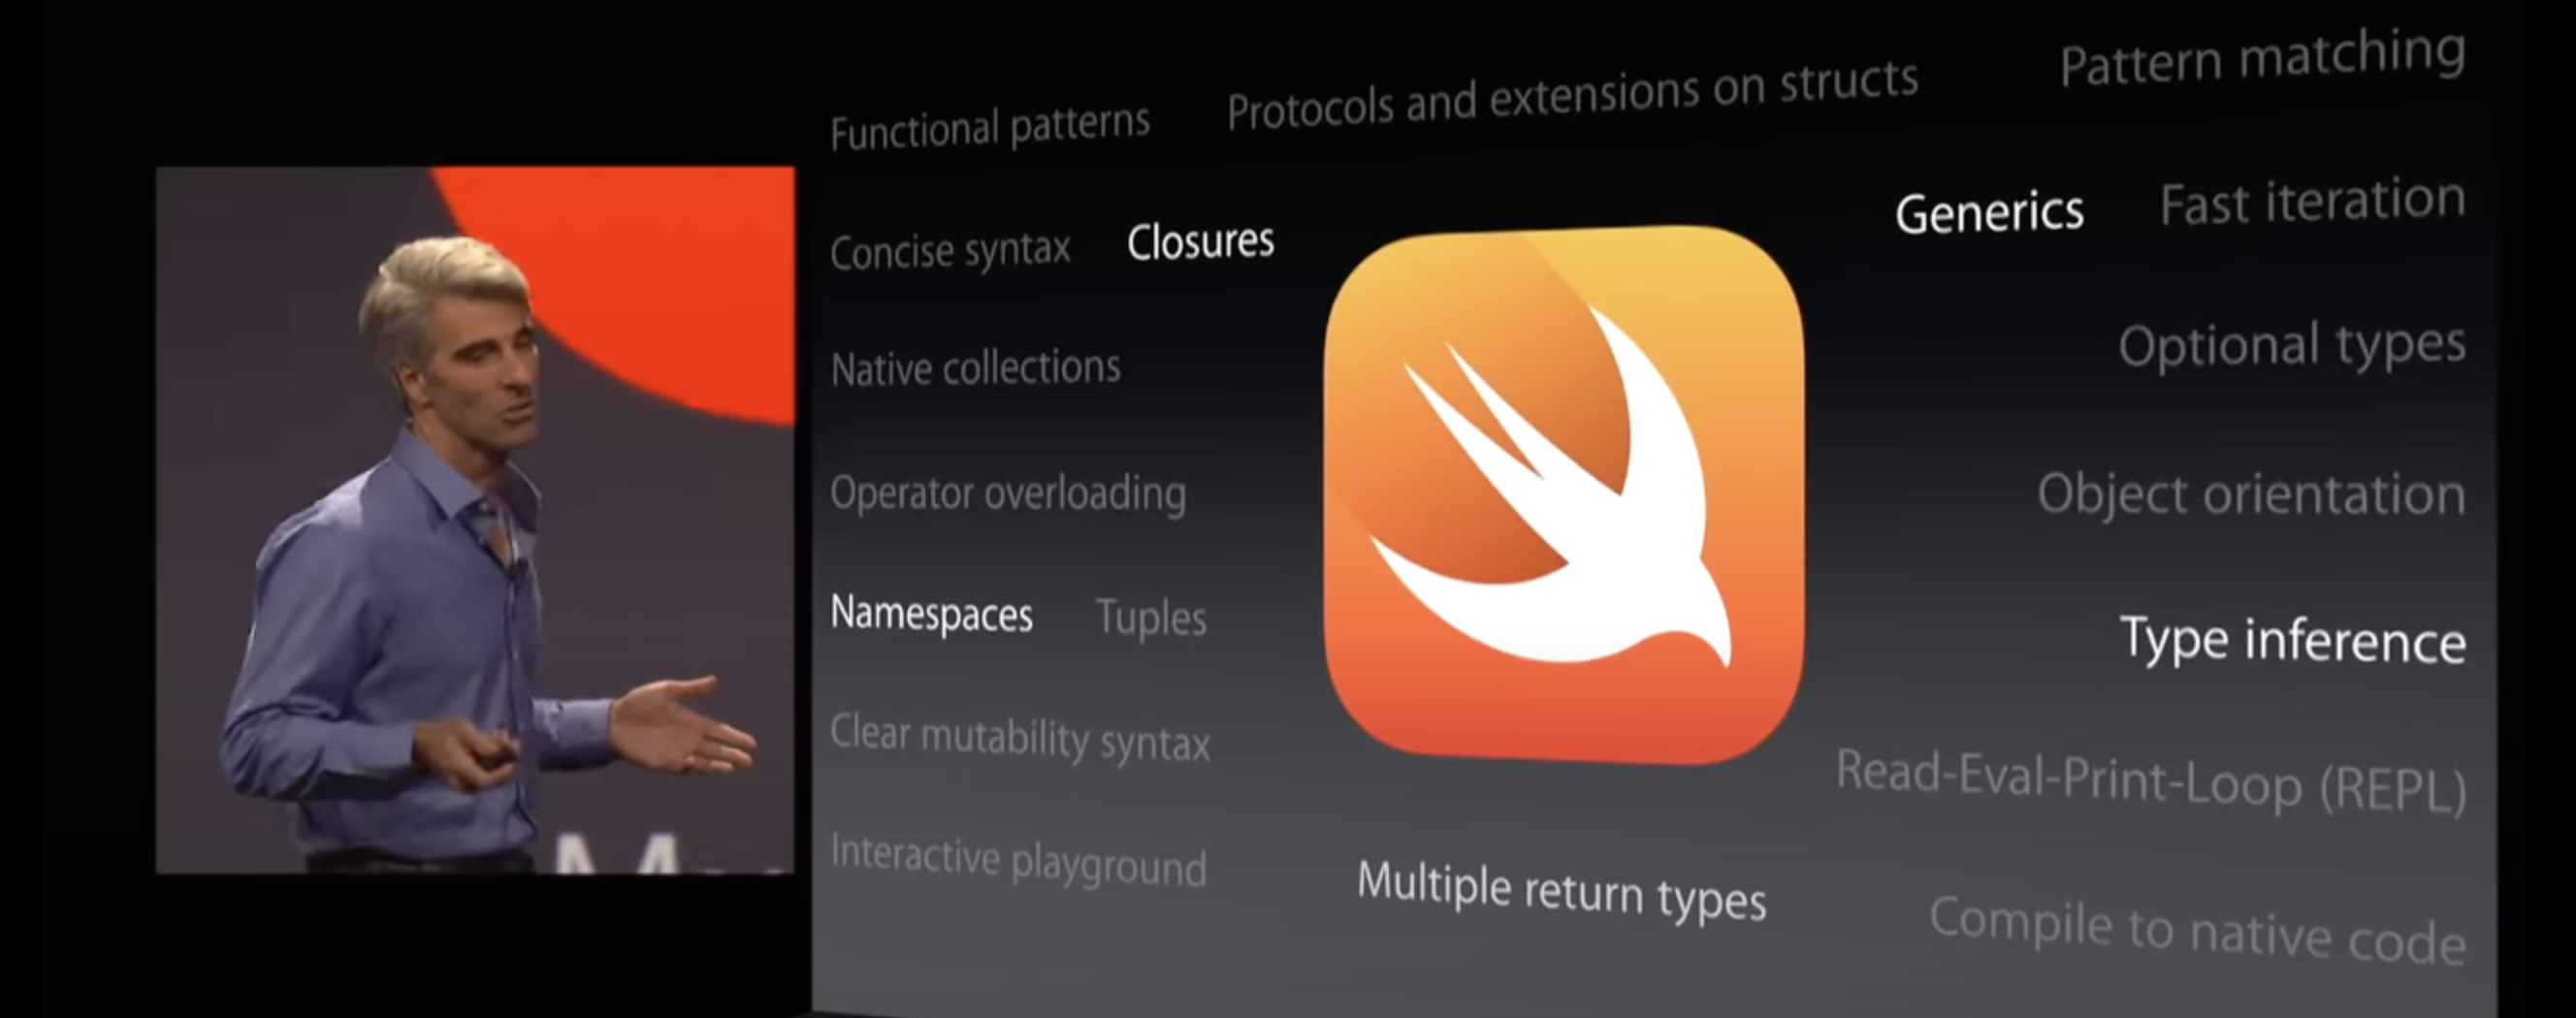 Functional patterns
Protocols and extensions on structs
Pattern matching
Concise syntax
Closures
Generics
Fast iteration
Native collections
Optional types
Operator overloading
Object orientation
Namespaces
Tuples
Type inference
Clear mutability syntax
Read-Eval-Print-Loop (REPL)
Interactive playground
Multiple return types
Compile to native code